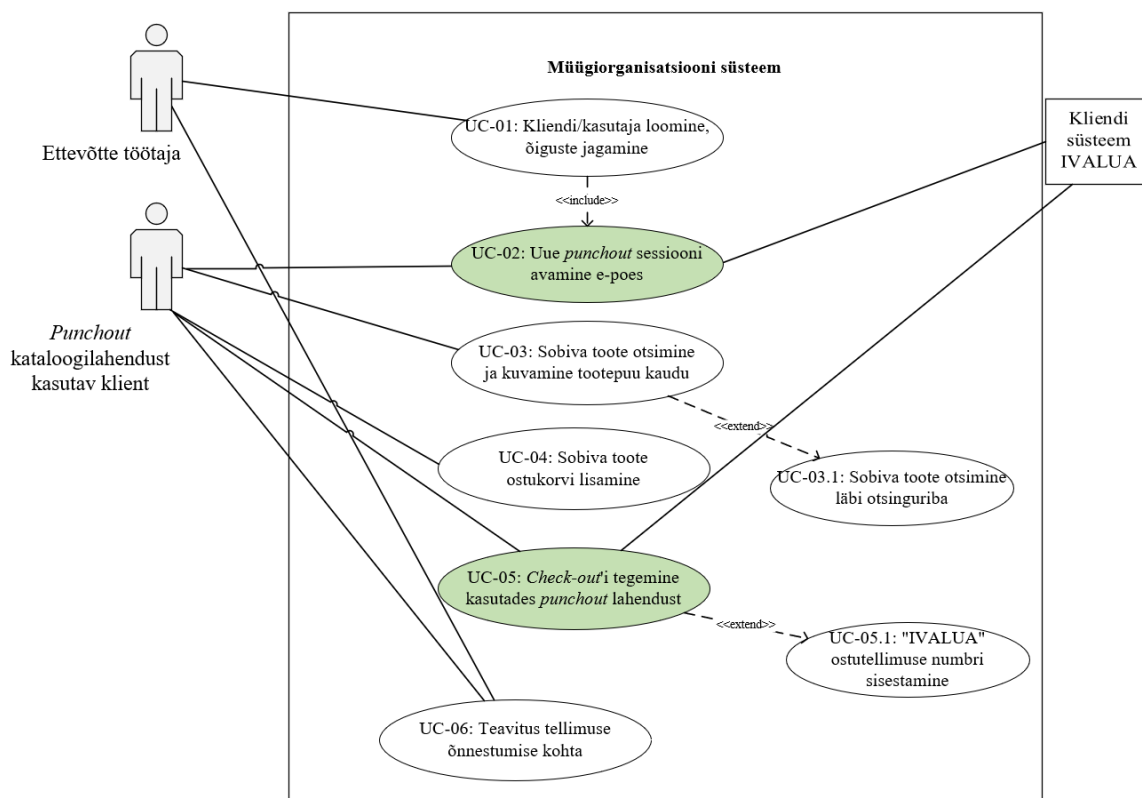 Müügiorganisatsiooni süsteem
Ettevõtte töötaja
UC-01: Kliendi/kasutaja loomine,
õiguste jagamine
Kliendi
süsteem
IVALUA
<<include>>
UC-02: Uue punchout sessiooni
avamine e-poes
Punchout
kataloogilahendust
kasutav klient
UC-03: Sobiva toote otsimine
ja kuvamine tootepuu kaudu
<<extend>>
UC-04: Sobiva toote
ostukorvi lisamine
UC-03.1: Sobiva toote otsimine
läbi otsinguriba
UC-05: Check-out'i tegemine
kasutades punchout lahendust
<<extend>>
UC-05.1: "IVALUA"
ostutellimuse numbri
sisestamine
UC-06: Teavitus tellimuse
õnnestumise kohta